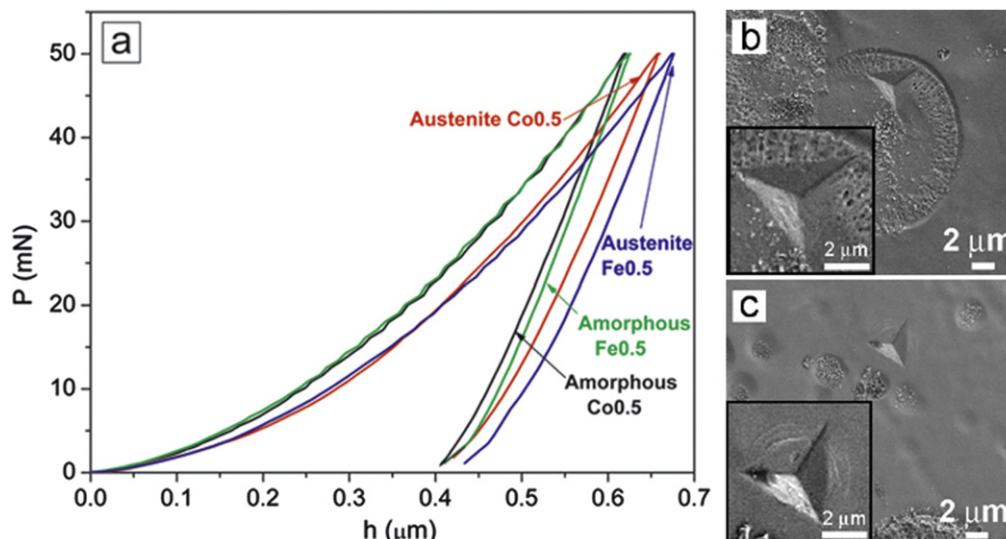 a
50
40
30
20
10
0
P (mN)
0.0 0.1 0.2 0.3 0.4 0.5 0.6 0.7
h (μm)
Austenite Co0.5
Austenite
Fe0.5
Amorphous
Fe0.5
Amorphous
Co0.5
b
2 μm
2 μm
c
2 μm
2 μm